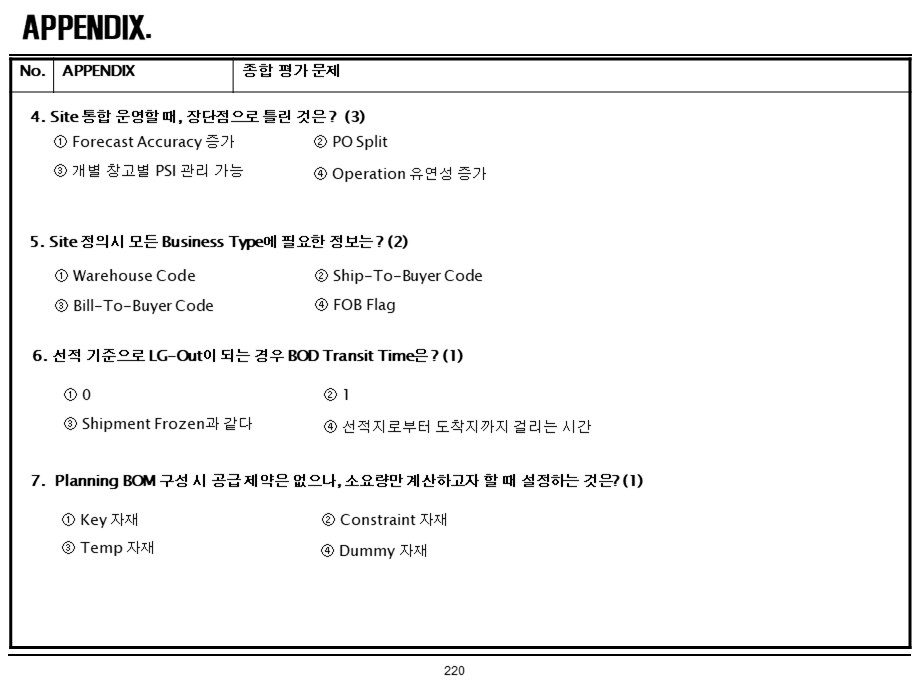 APPENDIX.
No. APPENDIX 종합 평가 문제
4. Site 통합 운영할 때, 장단점으로 틀린 것은? (3)
① Forecast Accuracy 증가 ② PO Split
③ 개별 창고별 PSI 관리 가능 ④ Operation 유연성 증가
5. Site 정의시 모든 Business Type에 필요한 정보는? (2)
① Warehouse Code ② Ship-To-Buyer Code
③ Bill-To-Buyer Code ④ FOB Flag
6. 선적 기준으로 LG-Out이 되는 경우 BOD Transit Time은? (1)
① 0 ② 1
③ Shipment Frozen과 같다 ④ 선적지로부터 도착지까지 걸리는 시간
7. Planning BOM 구성 시 공급 제약은 없으나, 소요량만 계산하고자 할 때 설정하는 것은? (1)
① Key 자재 ② Constraint 자재
③ Temp 자재 ④ Dummy 자재
220